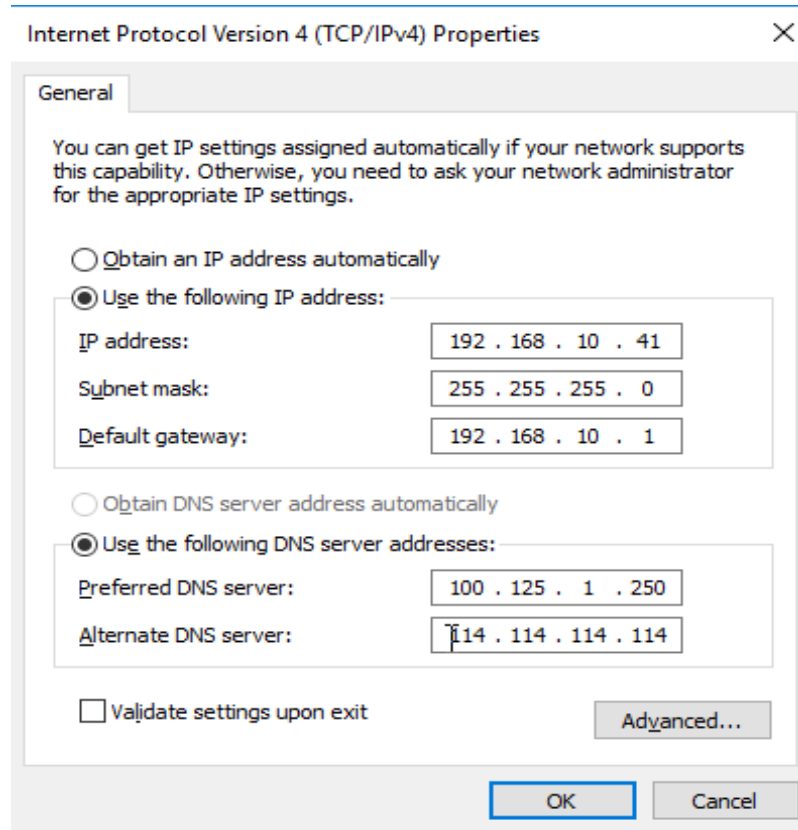 Internet Protocol Version 4 (TCP/IPv4) Properties
General
You can get IP settings assigned automatically if your network supports
this capability. Otherwise, you need to ask your network administrator
for the appropriate IP settings.
Obtain an IP address automatically
Use the following IP address:
IP address: 192 . 168 . 10 . 41
Subnet mask: 255 . 255 . 255 . 0
Default gateway: 192 . 168 . 10 . 1
Obtain DNS server address automatically
Use the following DNS server addresses:
Preferred DNS server: 100 . 125 . 1 . 250
Alternate DNS server: 114 . 114 . 114 . 114
Validate settings upon exit
Advanced...
OK Cancel